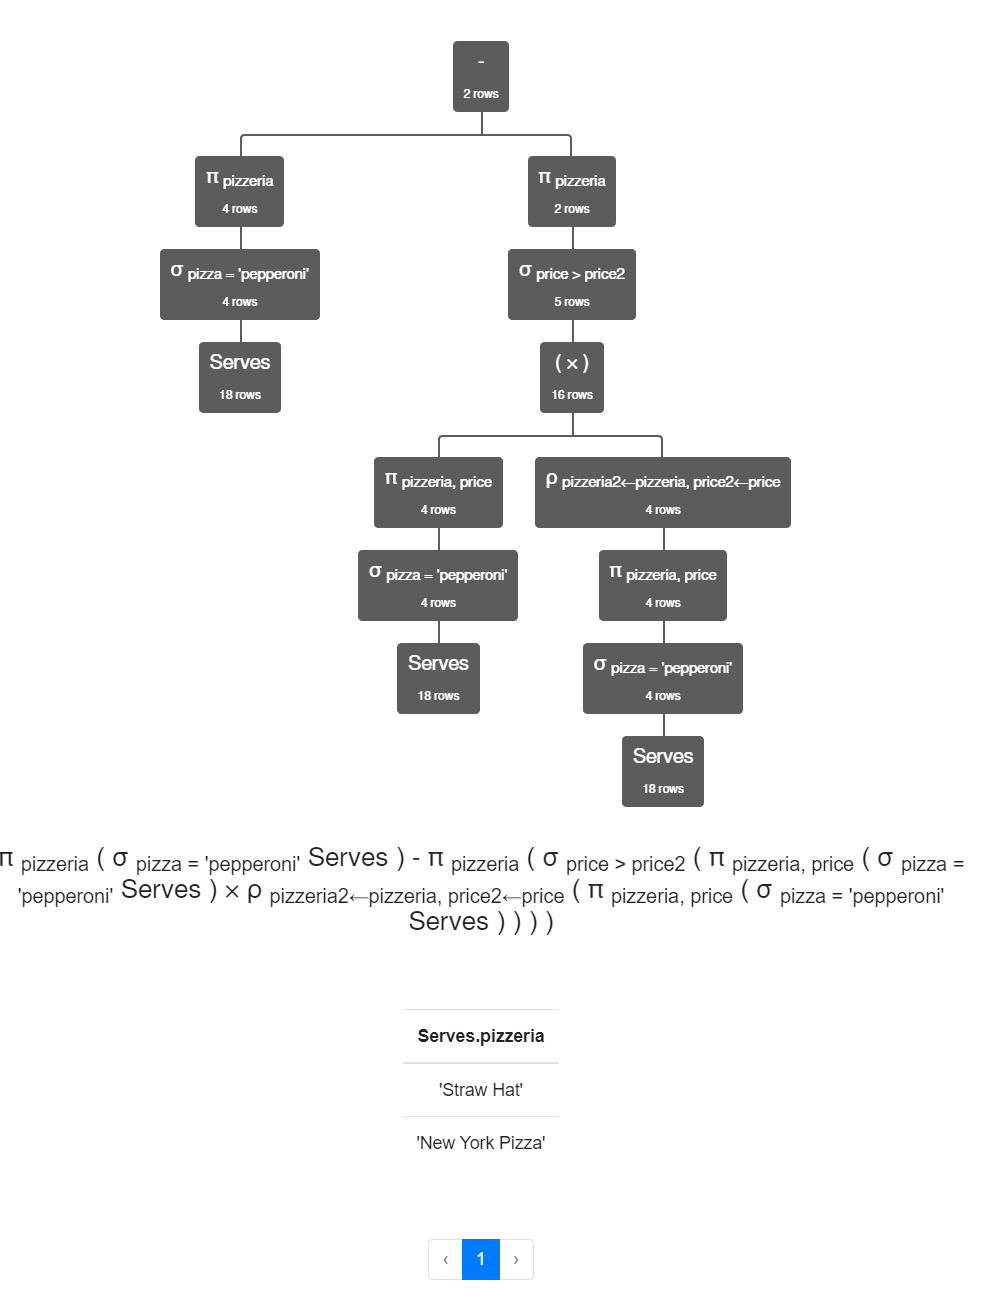 -
2 rows
π pizzeria
4 rows
π pizzeria
2 rows
σ pizza = 'pepperoni'
4 rows
σ price > price2
5 rows
Serves
18 rows
( × )
16 rows
π pizzeria, price
4 rows
ρ pizzeria2←pizzeria, price2←price
4 rows
σ pizza = 'pepperoni'
4 rows
π pizzeria, price
4 rows
Serves
18 rows
σ pizza = 'pepperoni'
4 rows
Serves
18 rows
π pizzeria ( σ pizza = 'pepperoni' Serves ) - π pizzeria ( σ price > price2 ( π pizzeria, price ( σ pizza =
'pepperoni' Serves ) × ρ pizzeria2←pizzeria, price2←price ( π pizzeria, price ( σ pizza = 'pepperoni'
Serves ) ) ) )
Serves.pizzeria
'Straw Hat'
'New York Pizza'
‹ 1 ›